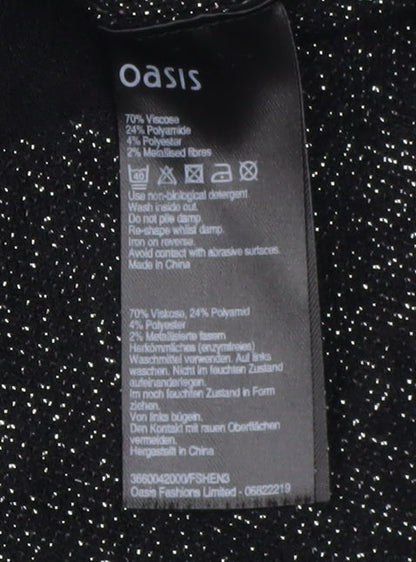 oasis
70% Viscose
24% Polyamide
4% Polyester
2% Metallised fibres
40
Use non-biological detergent.
Wash inside out.
Do not pile damp.
Re-shape whilst damp.
Iron on reverse.
Avoid contact with abrasive surfaces.
Made in China
70% Viskose, 24% Polyamid
4% Polyester
2% Metallisierte fasern
Herkömmliches (enzymfreies)
Waschmittel verwenden. Auf links
waschen. Nicht im feuchten Zustand
aufeinanderlegen.
Im noch feuchten Zustand in Form
ziehen.
Von links bügeln.
Den Kontakt mit rauen Oberflächen
vermeiden.
Hergestellt in China
3660042000/FSHEN3
Oasis Fashions Limited - 06822219